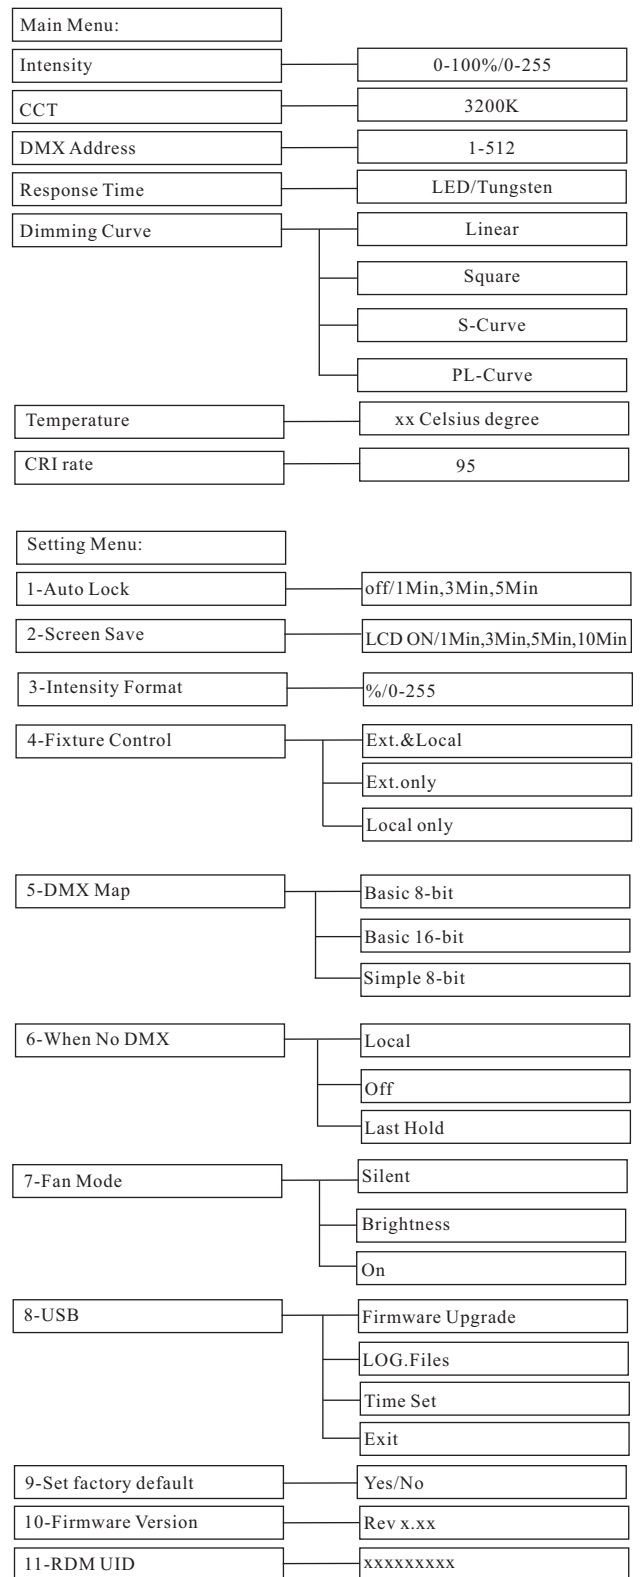 Main Menu:
Intensity 0-100%/0-255
CCT 3200K
DMX Address 1-512
Response Time LED/Tungsten
Dimming Curve Linear
Square
S-Curve
PL-Curve
Temperature xx Celsius degree
CRI rate 95
Setting Menu:
1-Auto Lock off/1Min,3Min,5Min
2-Screen Save LCD ON/1Min,3Min,5Min,10Min
3-Intensity Format %/0-255
4-Fixture Control Ext.&Local
Ext.only
Local only
5-DMX Map Basic 8-bit
Basic 16-bit
Simple 8-bit
6-When No DMX Local
Off
Last Hold
7-Fan Mode Silent
Brightness
On
8-USB Firmware Upgrade
LOG.Files
Time Set
Exit
9-Set factory default Yes/No
10-Firmware Version Rev x.xx
11-RDM UID xxxxxxxxx